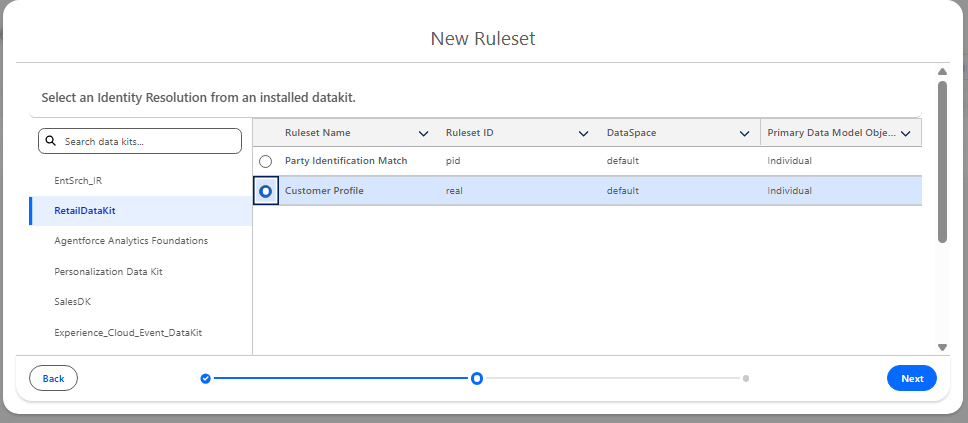 New Ruleset
Select an Identity Resolution from an installed datakit.
Search data kits...
EntSrch_IR
RetailDataKit
Agentforce Analytics Foundations
Personalization Data Kit
SalesDK
Experience_Cloud_Event_DataKit
Ruleset Name Ruleset ID DataSpace Primary Data Model Obje...
Party Identification Match pid default Individual
Customer Profile real default Individual
Back Next